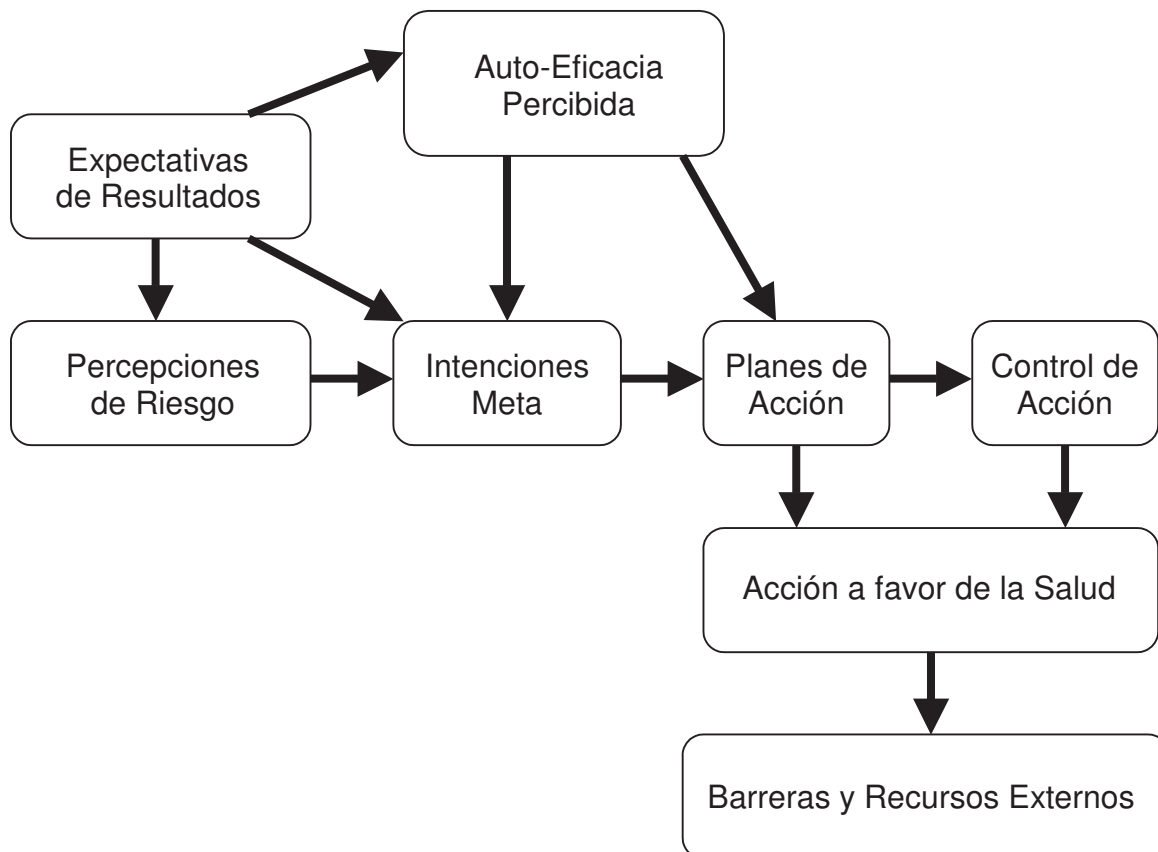 Auto-Eficacia
Percibida
Expectativas
de Resultados
Percepciones
de Riesgo
Intenciones
Meta
Planes de
Acción
Control de
Acción
Acción a favor de la Salud
Barreras y Recursos Externos